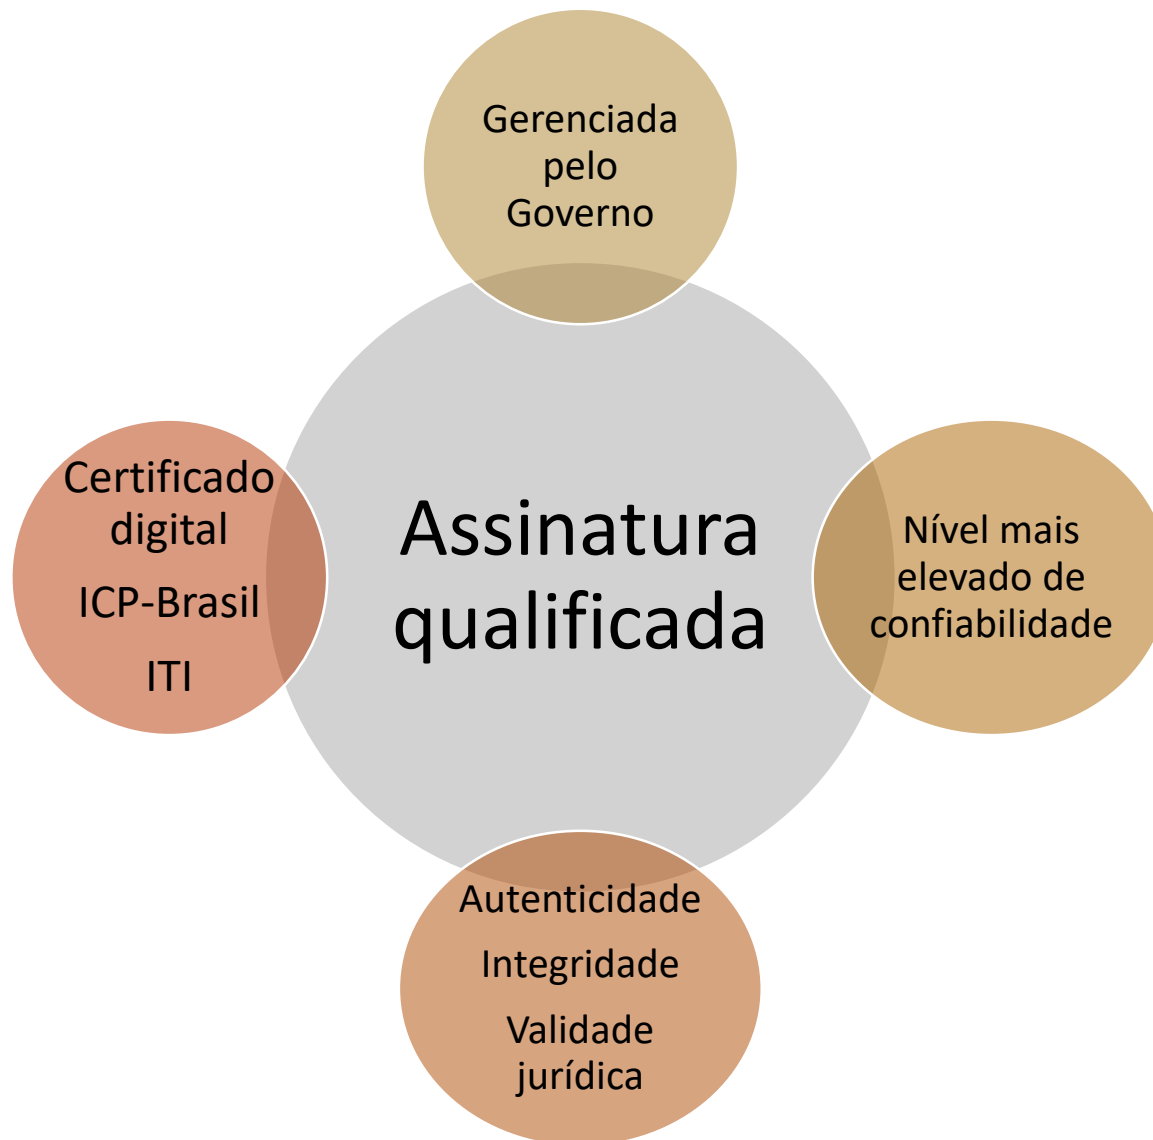 Gerenciada
pelo
Governo
Certificado
digital
ICP-Brasil
ITI
Assinatura
qualificada
Nível mais
elevado de
confiabilidade
Autenticidade
Integridade
Validade
jurídica